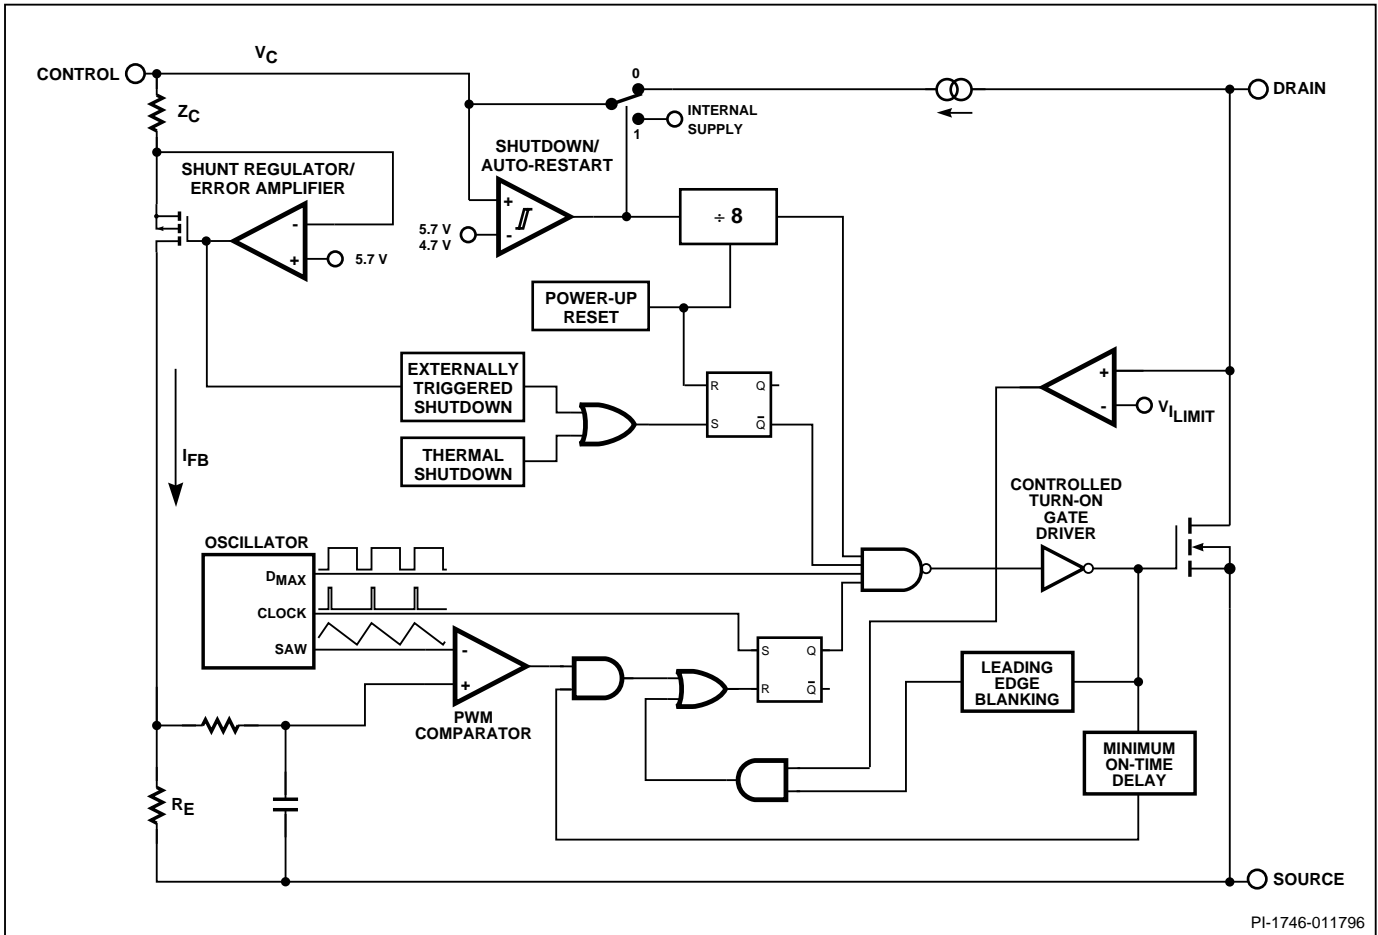 V_C
CONTROL
0
DRAIN
Z_C
INTERNAL
SUPPLY
1
SHUTDOWN/
AUTO-RESTART
SHUNT REGULATOR/
ERROR AMPLIFIER
+
-
÷ 8
-
5.7 V
4.7 V
+
5.7 V
POWER-UP
RESET
EXTERNALLY
TRIGGERED
SHUTDOWN
R
Q
S
Q̅
+
-
V_I_LIMIT
THERMAL
SHUTDOWN
I_FB
CONTROLLED
TURN-ON
GATE
DRIVER
OSCILLATOR
D_MAX
CLOCK
SAW
-
+
PWM
COMPARATOR
S
Q
R
Q̅
LEADING
EDGE
BLANKING
MINIMUM
ON-TIME
DELAY
R_E
SOURCE
PI-1746-011796